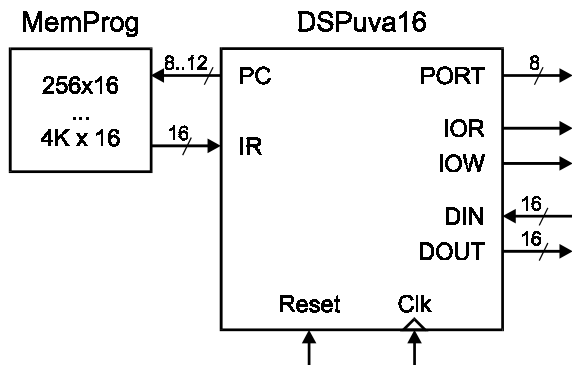 MemProg
DSPuva16
256x16
...
4K x 16
8..12
16
PC
IR
PORT
8
IOR
IOW
DIN
16
DOUT
16
Reset
Clk